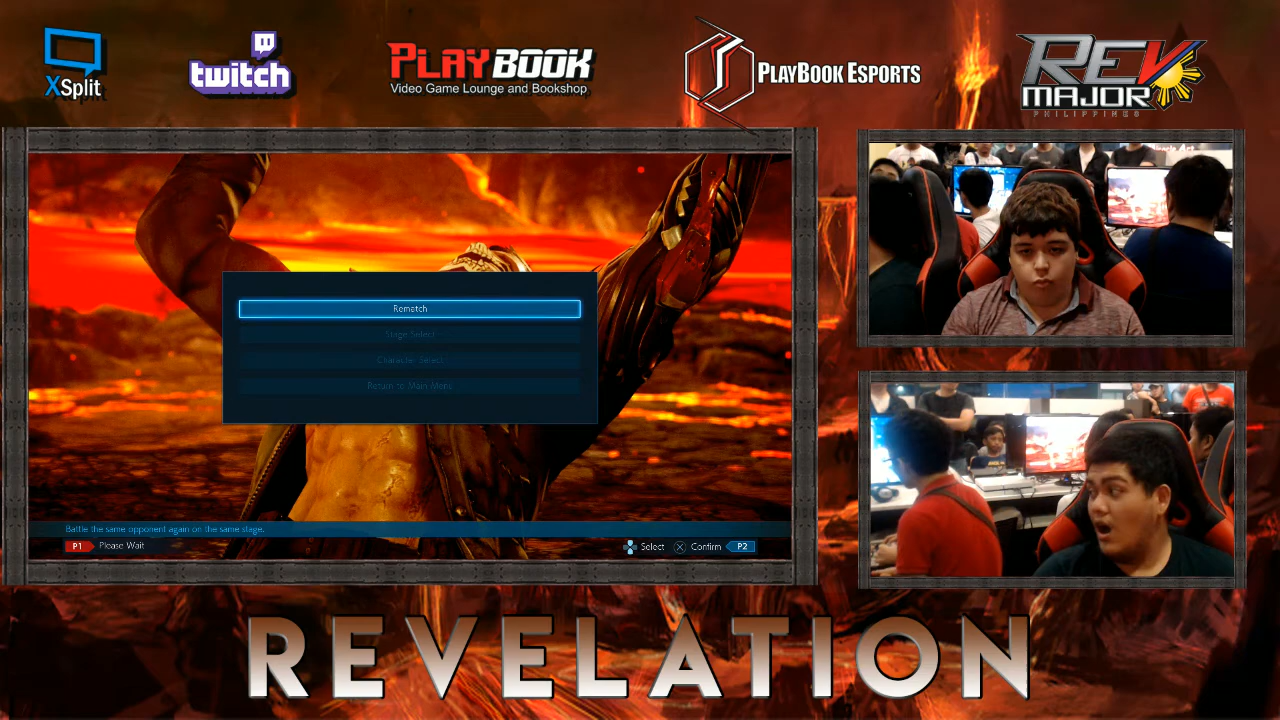 XSplit
twitch
PLAYBOOK
Video Game Lounge and Bookshop
PLAYBOOK ESPORTS
REV
MAJOR
PHILIPPINES
Rematch
Stage Select
Character Select
Return to Main Menu
Battle the same opponent again on the same stage.
P1 Please Wait
Select Confirm P2
REVELATION